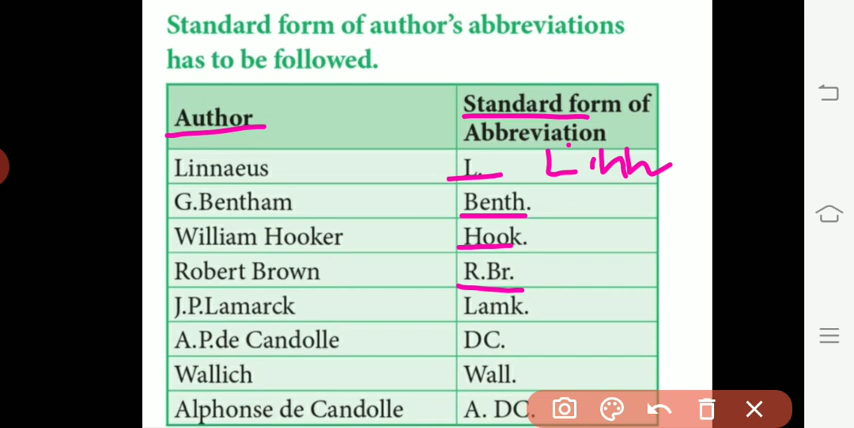 Standard form of author's abbreviations
has to be followed.
Author
Standard form of
Abbreviation
Linnaeus L. Linn
G.Bentham Benth.
William Hooker Hook.
Robert Brown R.Br.
J.P.Lamarck Lamk.
A.P.de Candolle DC.
Wallich Wall.
Alphonse de Candolle A. DC.